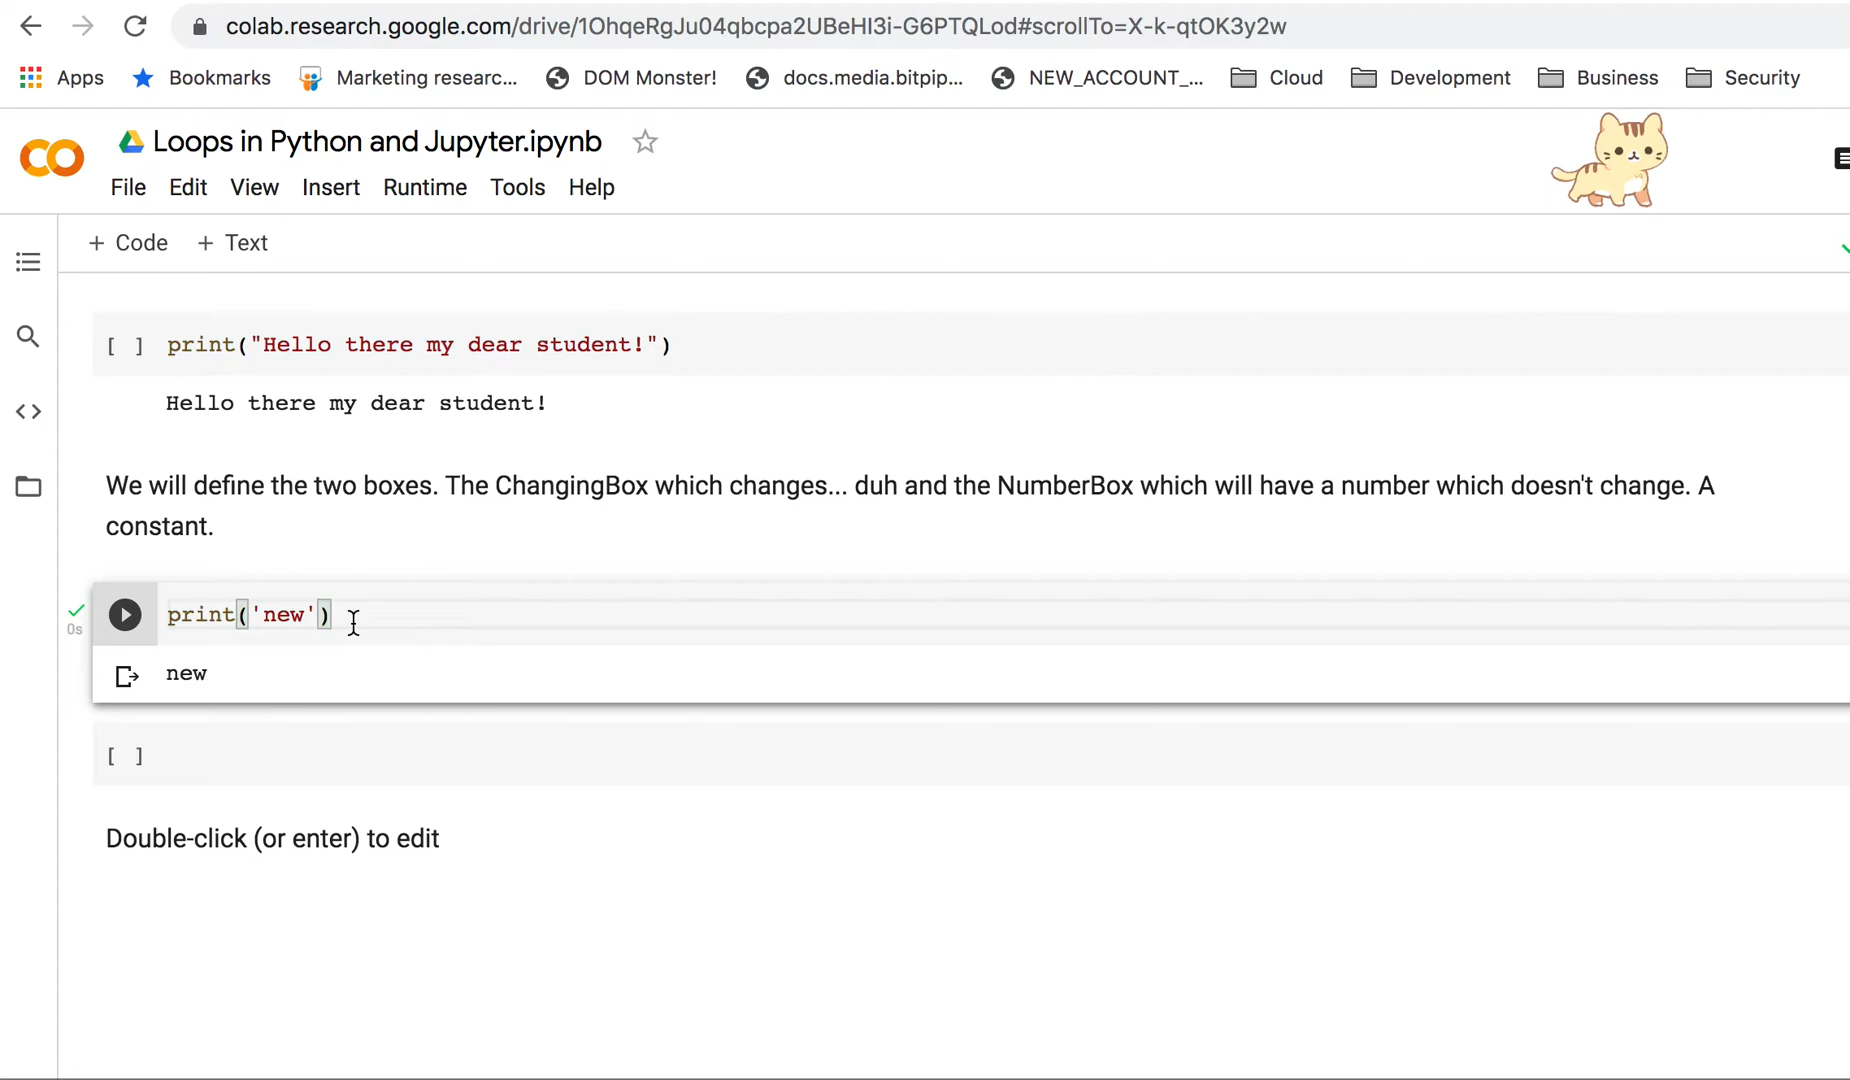 colab.research.google.com/drive/1OhqeRgJu04qbcpa2UBeHI3i-G6PTQLod#scrollTo=X-k-qtOK3y2w
Apps Bookmarks Marketing researc... DOM Monster! docs.media.bitpip... NEW_ACCOUNT_... Cloud Development Business Security
Loops in Python and Jupyter.ipynb
File Edit View Insert Runtime Tools Help
+ Code + Text
[ ] print("Hello there my dear student!")
Hello there my dear student!
We will define the two boxes. The ChangingBox which changes... duh and the NumberBox which will have a number which doesn't change. A
constant.
print('new')
0s
new
[ ]
Double-click (or enter) to edit